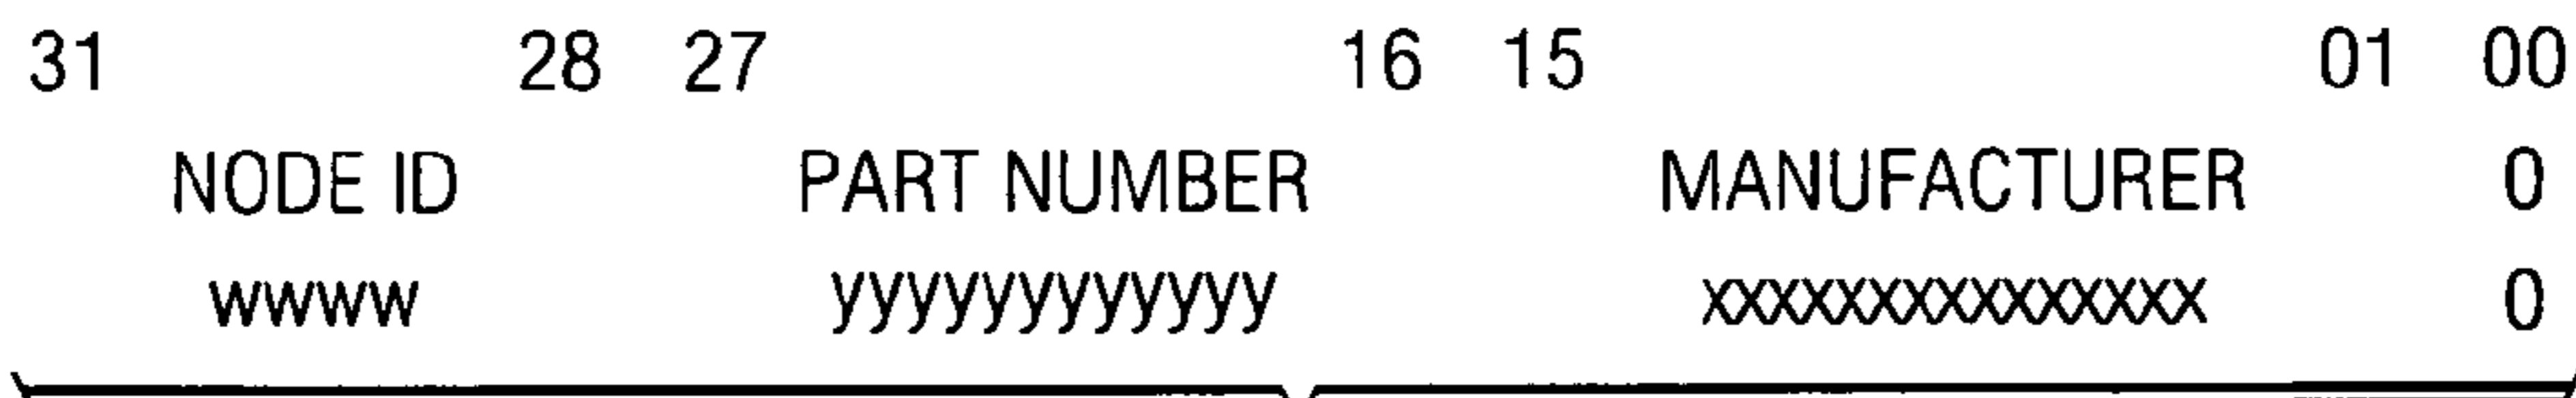 31 28 27 16 15 01 00
NODE ID PART NUMBER MANUFACTURER 0
wwww yyyyyyyyyyyy xxxxxxxxxxxxxxx 0